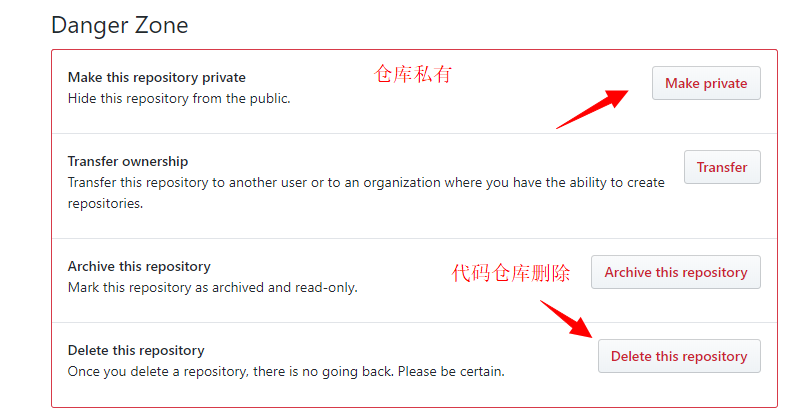 Danger Zone
Make this repository private
仓库私有
Make private
Hide this repository from the public.
Transfer ownership
Transfer
Transfer this repository to another user or to an organization where you have the ability to create
repositories.
Archive this repository
代码仓库删除
Archive this repository
Mark this repository as archived and read-only.
Delete this repository
Delete this repository
Once you delete a repository, there is no going back. Please be certain.